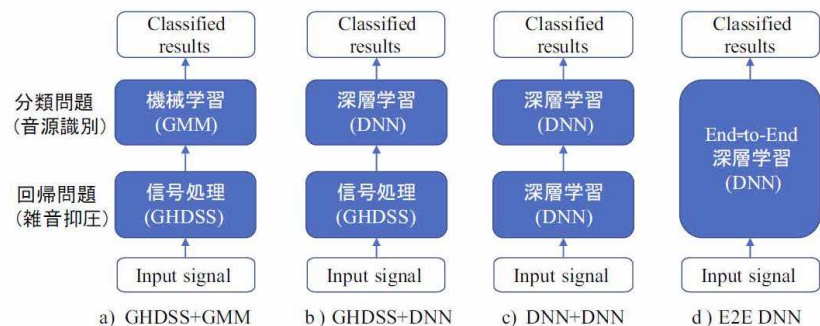 Classified results
Classified results
Classified results
Classified results
分類問題
(音源識別)
機械学習
(GMM)
深層学習
(DNN)
深層学習
(DNN)
End-to-End
深層学習
(DNN)
回帰問題
(雑音抑圧)
信号処理
(GHDSS)
信号処理
(GHDSS)
深層学習
(DNN)
Input signal
Input signal
Input signal
Input signal
a) GHDSS+GMM
b) GHDSS+DNN
c) DNN+DNN
d) E2E DNN